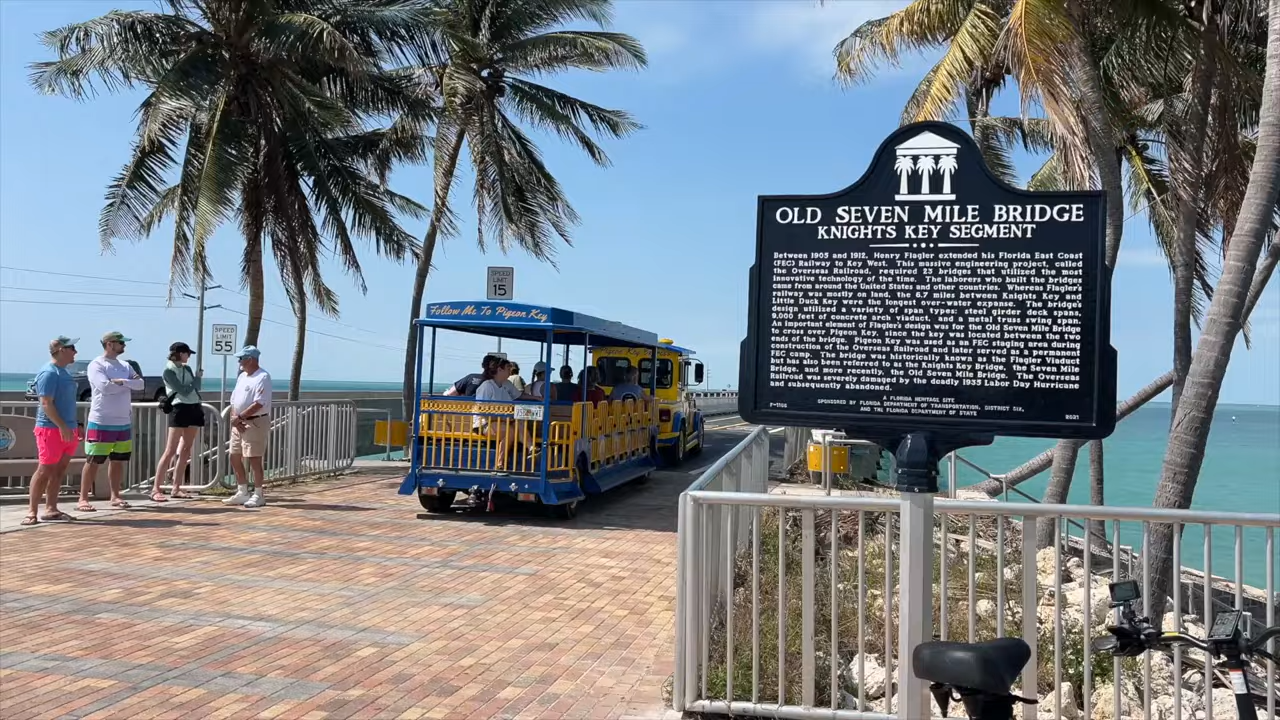 SPEED
LIMIT
15
SPEED
LIMIT
55
Follow Me To Pigeon Key
OLD SEVEN MILE BRIDGE
KNIGHTS KEY SEGMENT
Between 1905 and 1912, Henry Flagler extended his Florida East Coast
(FEC) Railway to Key West. This massive engineering project, called
the Overseas Railroad, required 23 bridges that utilized the most
innovative technology of the time. The laborers who built the bridges
came from around the United States and other countries. Whereas Flagler's
railway was mostly on land, the 6.7 miles between Knights Key and
Little Duck Key were the longest over-water expanse. The bridge's
design utilized a variety of span types: steel girder deck spans,
9,000 feet of concrete arch viaduct, and a metal truss swing span.
An important element of Flagler's design was for the Old Seven Mile Bridge
to cross over Pigeon Key, since the key was located between the two
ends of the bridge. Pigeon Key was used as an FEC staging area during
construction of the Overseas Railroad and later served as a permanent
FEC camp. The bridge was historically known as the Flagler Viaduct
but has also been referred to as the Knights Key Bridge, the Seven Mile
Bridge, and more recently, the Old Seven Mile Bridge. The Overseas
Railroad was severely damaged by the deadly 1935 Labor Day Hurricane
and subsequently abandoned.
A FLORIDA HERITAGE SITE
SPONSORED BY FLORIDA DEPARTMENT OF TRANSPORTATION, DISTRICT SIX,
AND THE FLORIDA DEPARTMENT OF STATE
2021